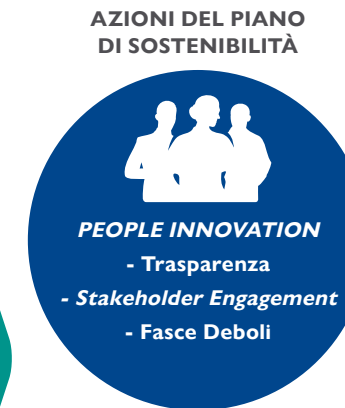 AZIONI DEL PIANO
DI SOSTENIBILITÀ
PEOPLE INNOVATION
- Trasparenza
- Stakeholder Engagement
- Fasce Deboli